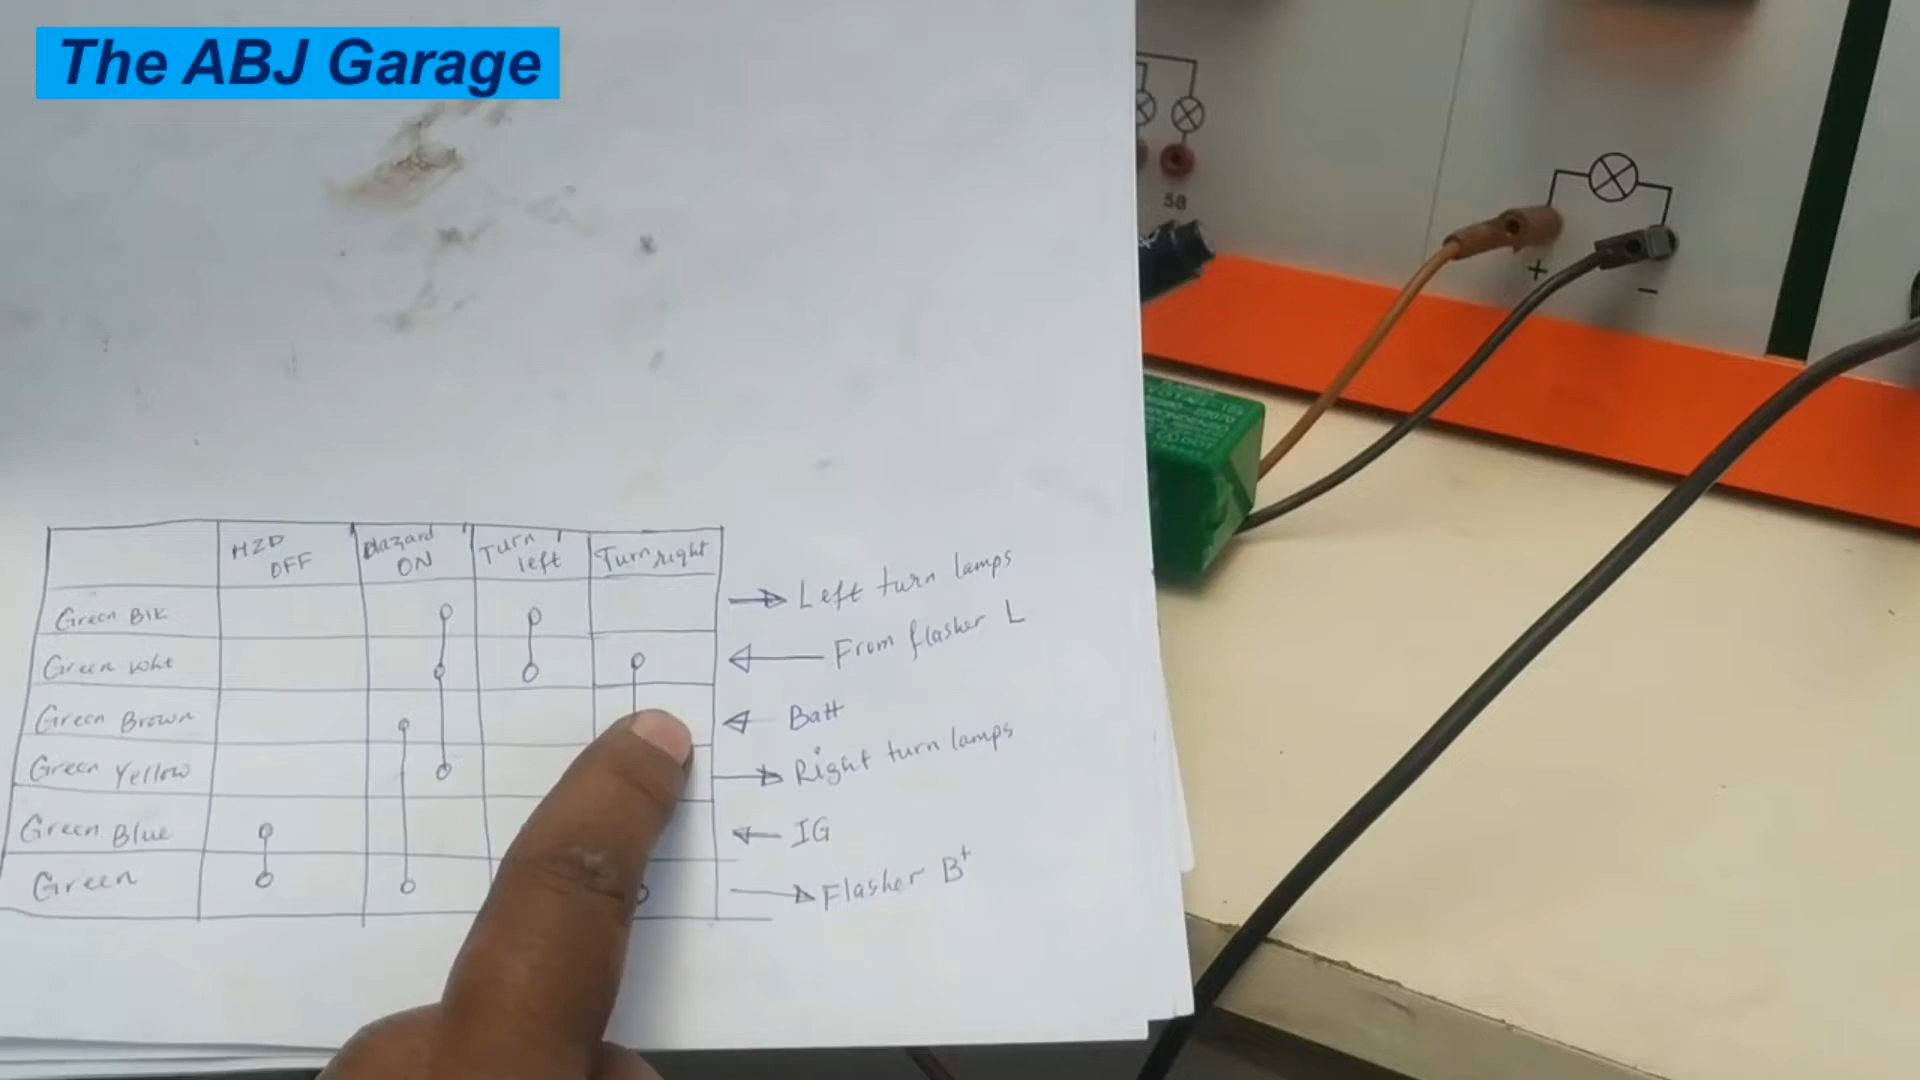 The ABJ Garage
58
+
−
HZD
OFF
Hazard
ON
Turn
left
Turn right
Green Blk
Left turn lamps
Green Wht
From flasher L
Green Brown
Batt
Green Yellow
Right turn lamps
Green Blue
IG
Green
Flasher B+